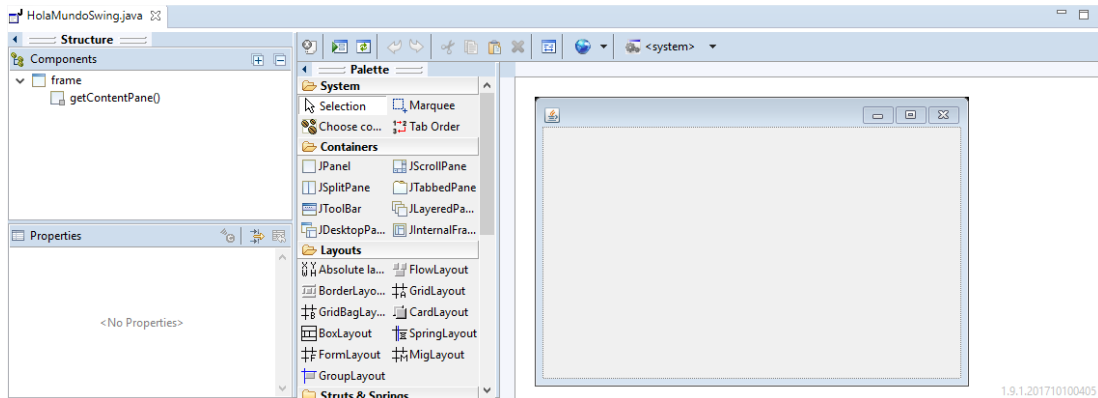 HolaMundoSwing.java
Structure
Components
frame
getContentPane()
Properties
<No Properties>
<system>
Palette
System
Selection
Marquee
Choose co...
Tab Order
Containers
JPanel
JScrollPane
JSplitPane
JTabbedPane
JToolBar
JLayeredPa...
JDesktopPa...
JInternalFra...
Layouts
Absolute la...
FlowLayout
BorderLayo...
GridLayout
GridBagLay...
CardLayout
BoxLayout
SpringLayout
FormLayout
MigLayout
GroupLayout
Struts & Springs
1.9.1.201710100405